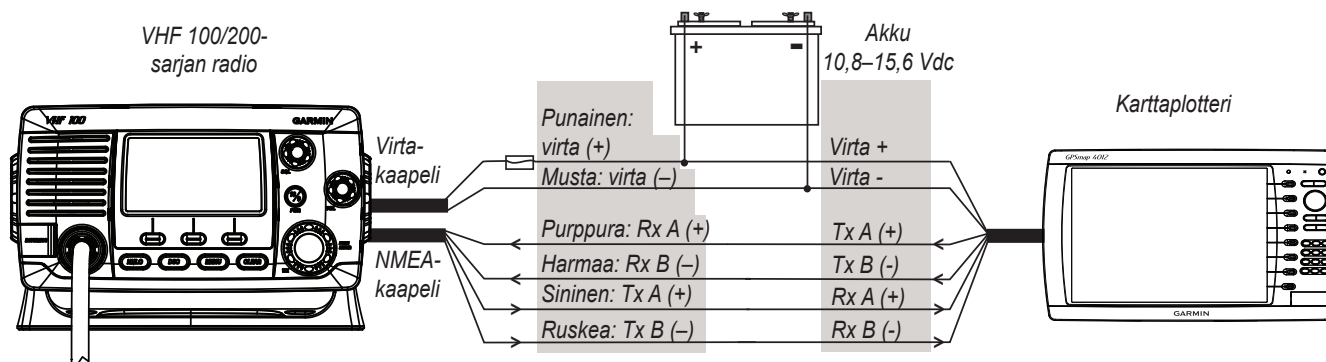 VHF 100/200-
sarjan radio
Akku
10,8–15,6 Vdc
Karttaplotteri
+
–
VHF 100
GARMIN
Virta-
kaapeli
NMEA-
kaapeli
Punainen:
virta (+)
Musta: virta (–)
Purppura: Rx A (+)
Harmaa: Rx B (–)
Sininen: Tx A (+)
Ruskea: Tx B (–)
Virta +
Virta -
Tx A (+)
Tx B (-)
Rx A (+)
Rx B (-)
GPSmap 4012
GARMIN